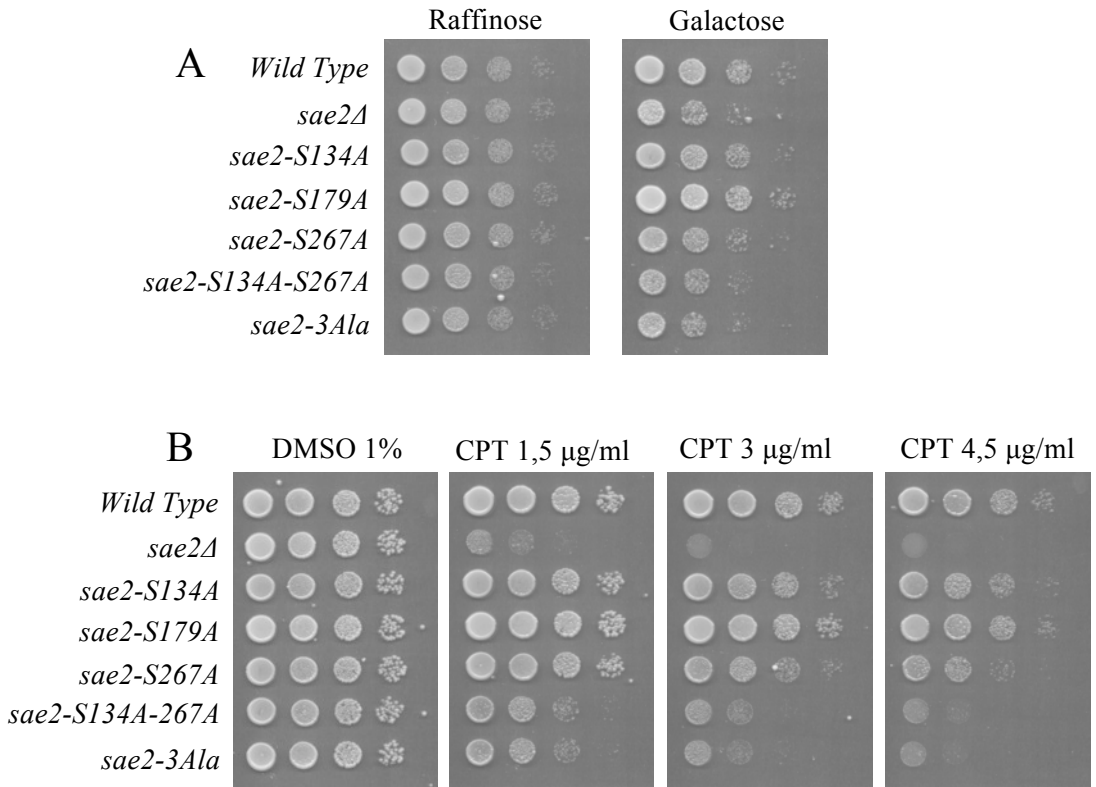 Raffinose Galactose
A
Wild Type
sae2Δ
sae2-S134A
sae2-S179A
sae2-S267A
sae2-S134A-S267A
sae2-3Ala
B
DMSO 1% CPT 1,5 μg/ml CPT 3 μg/ml CPT 4,5 μg/ml
Wild Type
sae2Δ
sae2-S134A
sae2-S179A
sae2-S267A
sae2-S134A-267A
sae2-3Ala